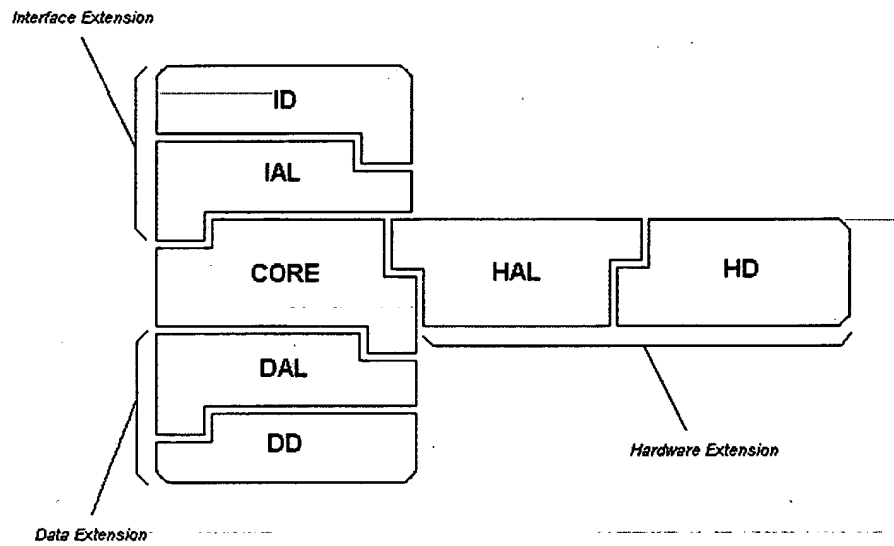 Interface Extension
ID
IAL
CORE
HAL
HD
DAL
DD
Hardware Extension
Data Extension